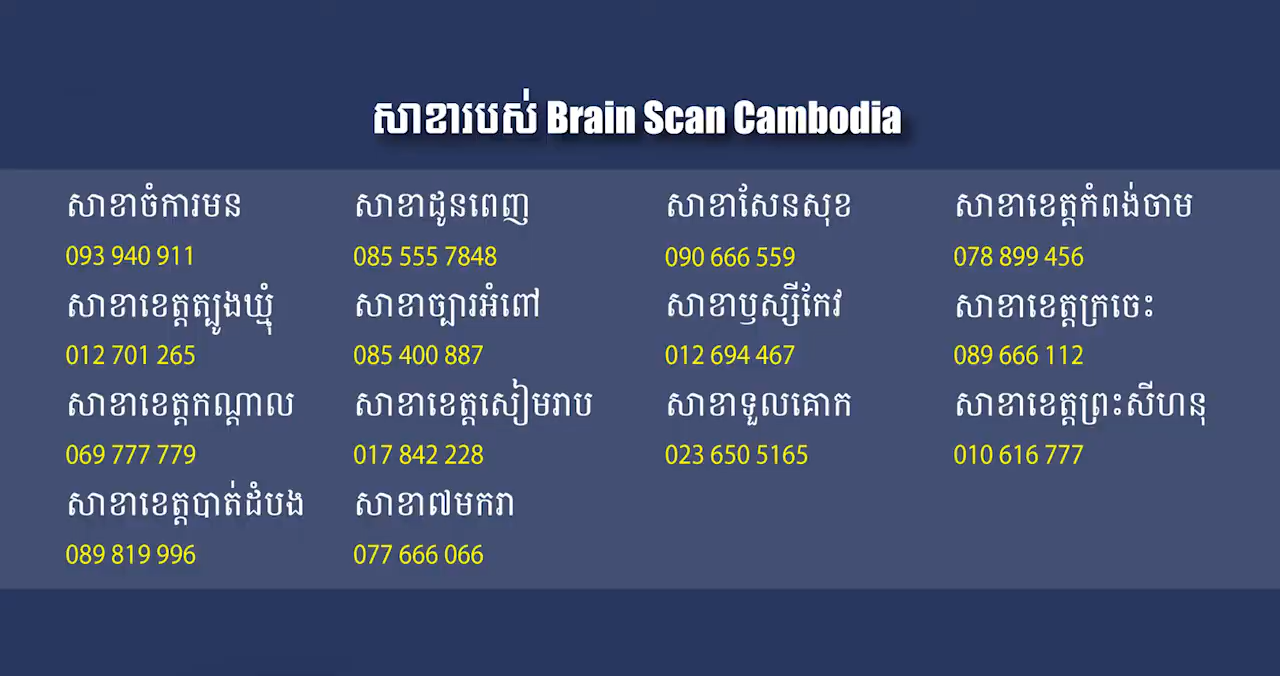 សាខារបស់ Brain Scan Cambodia
សាខាចំការមន
093 940 911
សាខាដូនពេញ
085 555 7848
សាខាសែនសុខ
090 666 559
សាខាខេត្តកំពង់ចាម
078 899 456
សាខាខេត្តត្បូងឃ្មុំ
012 701 265
សាខាច្បារអំពៅ
085 400 887
សាខាឫស្សីកែវ
012 694 467
សាខាខេត្តក្រចេះ
089 666 112
សាខាខេត្តកណ្តាល
069 777 779
សាខាខេត្តសៀមរាប
017 842 228
សាខាទួលគោក
023 650 5165
សាខាខេត្តព្រះសីហនុ
010 616 777
សាខាខេត្តបាត់ដំបង
089 819 996
សាខា៧មករា
077 666 066